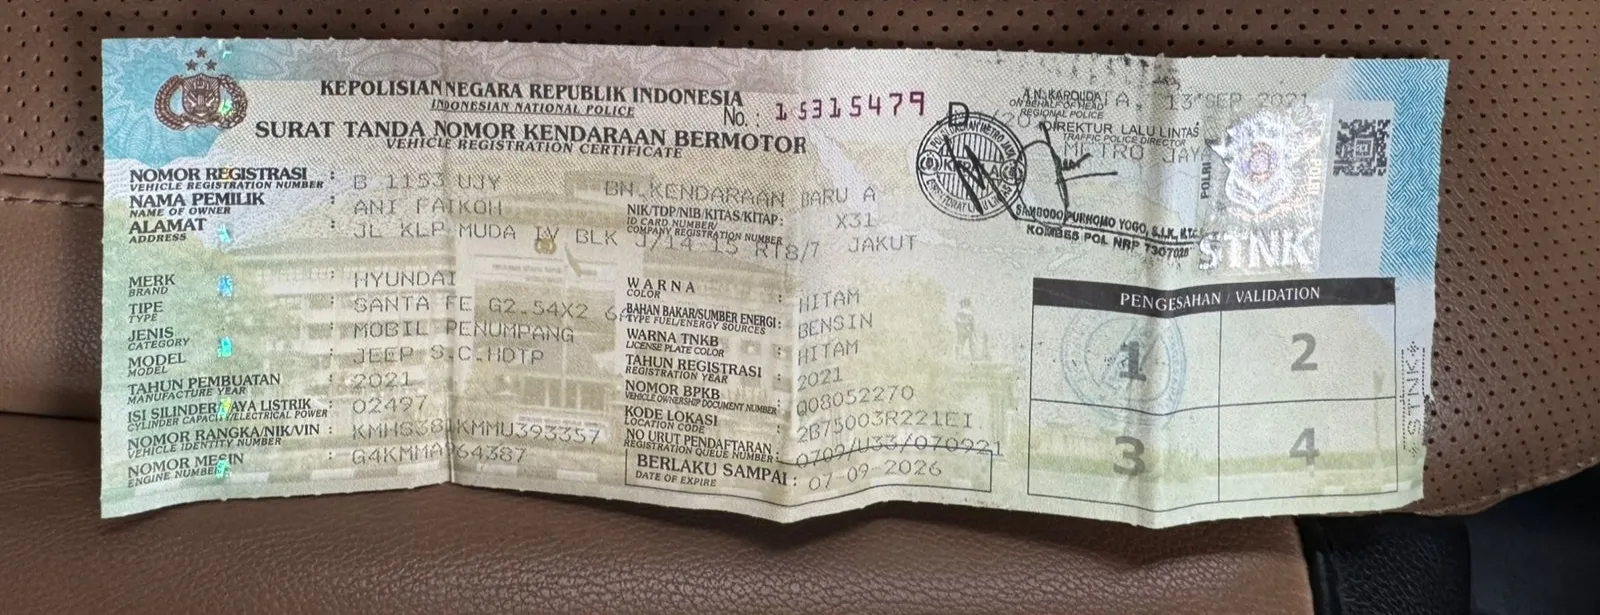 KEPOLISIAN NEGARA REPUBLIK INDONESIA
INDONESIAN NATIONAL POLICE
No. : 15315479 D
SURAT TANDA NOMOR KENDARAAN BERMOTOR
VEHICLE REGISTRATION CERTIFICATE
NOMOR REGISTRASI : B 1153 UJY BN.KENDARAAN BARU A
VEHICLE REGISTRATION NUMBER
NAMA PEMILIK : ANI FAIKOH
NAME OF OWNER
NIK/TDP/NIB/KITAS/KITAP : X31
ID CARD NUMBER/
COMPANY REGISTRATION NUMBER
ALAMAT : JL KLP MUDA IV BLK J/14-15 RT8/7 JAKUT
ADDRESS
MERK : HYUNDAI
BRAND
TIPE : SANTA FE G2.54X2
TYPE
JENIS : MOBIL PENUMPANG
CATEGORY
MODEL : JEEP S.C.HDTP
MODEL
TAHUN PEMBUATAN : 2021
MANUFACTURE YEAR
ISI SILINDER/DAYA LISTRIK : 02497
CYLINDER CAPACITY/ELECTRICAL POWER
NOMOR RANGKA/NIK/VIN :
VEHICLE IDENTITY NUMBER
NOMOR MESIN :
ENGINE NUMBER
WARNA : HITAM
COLOR
BAHAN BAKAR/SUMBER ENERGI : BENSIN
TYPE FUEL/ENERGY SOURCES
WARNA TNKB : HITAM
LICENSE PLATE COLOR
TAHUN REGISTRASI : 2021
REGISTRATION YEAR
NOMOR BPKB : Q08052270
VEHICLE OWNERSHIP DOCUMENT NUMBER
KODE LOKASI : 2B75003R221EI.
LOCATION CODE
NO URUT PENDAFTARAN : 0709/U33/070921
REGISTRATION QUEUE NUMBER
BERLAKU SAMPAI : 07-09-2026
DATE OF EXPIRE
13 SEP 2021
A.N. KAPOLDA
ON BEHALF OF HEAD
REGIONAL POLICE
DIREKTUR LALU LINTAS
TRAFFIC POLICE DIRECTOR
METRO JAYA
SAMBODO PURNOMO YOGO, S.I.K.
KOMBES POL NRP
POLRI
STNK
PENGESAHAN / VALIDATION
1 2
3 4
*STNK*